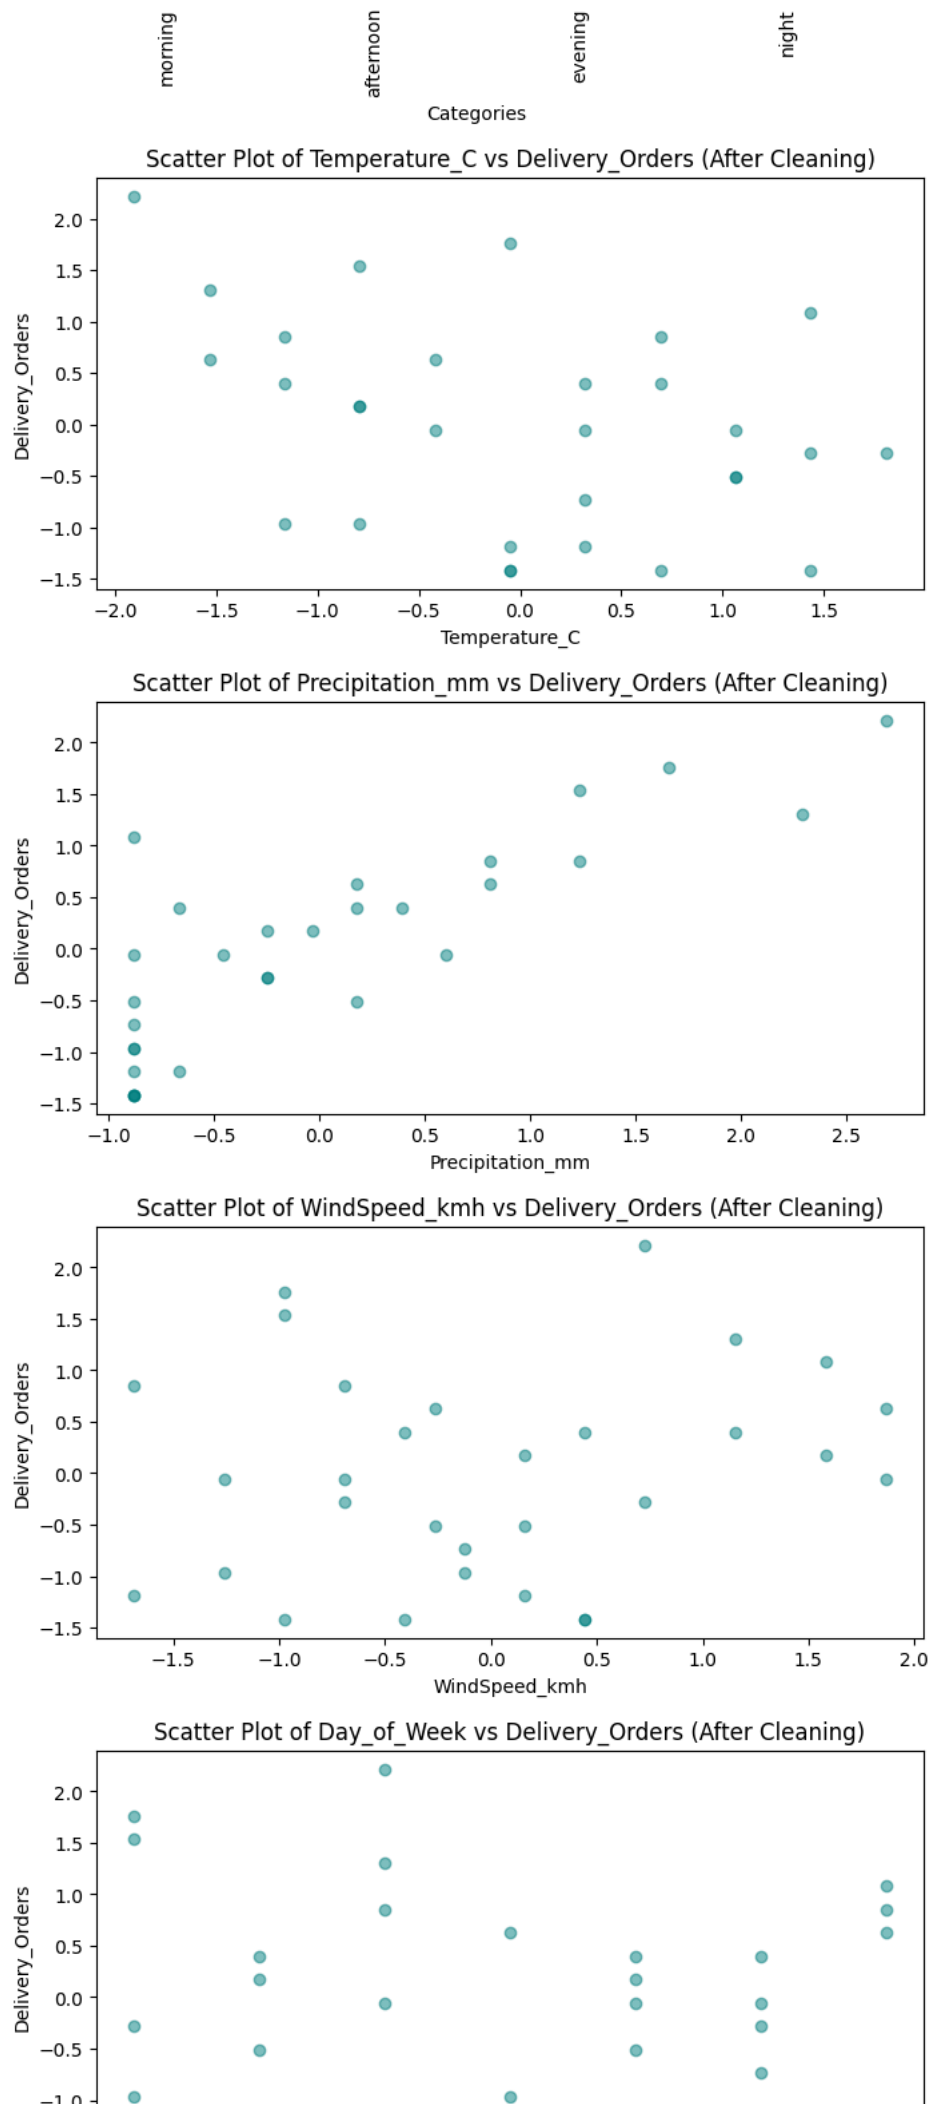 morning afternoon evening night
Categories
Scatter Plot of Temperature_C vs Delivery_Orders (After Cleaning)
Delivery_Orders
2.0
1.5
1.0
0.5
0.0
−0.5
−1.0
−1.5
−2.0 −1.5 −1.0 −0.5 0.0 0.5 1.0 1.5
Temperature_C
Scatter Plot of Precipitation_mm vs Delivery_Orders (After Cleaning)
Delivery_Orders
2.0
1.5
1.0
0.5
0.0
−0.5
−1.0
−1.5
−1.0 −0.5 0.0 0.5 1.0 1.5 2.0 2.5
Precipitation_mm
Scatter Plot of WindSpeed_kmh vs Delivery_Orders (After Cleaning)
Delivery_Orders
2.0
1.5
1.0
0.5
0.0
−0.5
−1.0
−1.5
−1.5 −1.0 −0.5 0.0 0.5 1.0 1.5 2.0
WindSpeed_kmh
Scatter Plot of Day_of_Week vs Delivery_Orders (After Cleaning)
Delivery_Orders
2.0
1.5
1.0
0.5
0.0
−0.5
−1.0